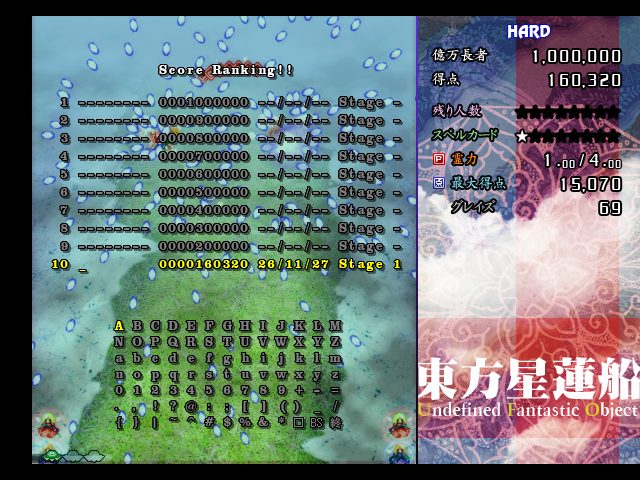 HARD
Score Ranking!!
1 -------- 0001000000 --/--/-- Stage -
2 -------- 0000900000 --/--/-- Stage -
3 -------- 0000800000 --/--/-- Stage -
4 -------- 0000700000 --/--/-- Stage -
5 -------- 0000600000 --/--/-- Stage -
6 -------- 0000500000 --/--/-- Stage -
7 -------- 0000400000 --/--/-- Stage -
8 -------- 0000300000 --/--/-- Stage -
9 -------- 0000200000 --/--/-- Stage -
10 _ 0000160320 26/11/27 Stage 1
A B C D E F G H I J K L M
N O P Q R S T U V W X Y Z
a b c d e f g h i j k l m
n o p q r s t u v w x y z
0 1 2 3 4 5 6 7 8 9 + - =
. , ! ? @ : ; [ ] ( ) _ /
{ } | ~ ^ # $ % & * □ BS 終
億万長者 1,000,000
得点 160,320
残り人数
スペルカード
P 霊力 1.00/4.00
点 最大得点 15,070
グレイズ 69
東方星蓮船
Undefined Fantastic Object